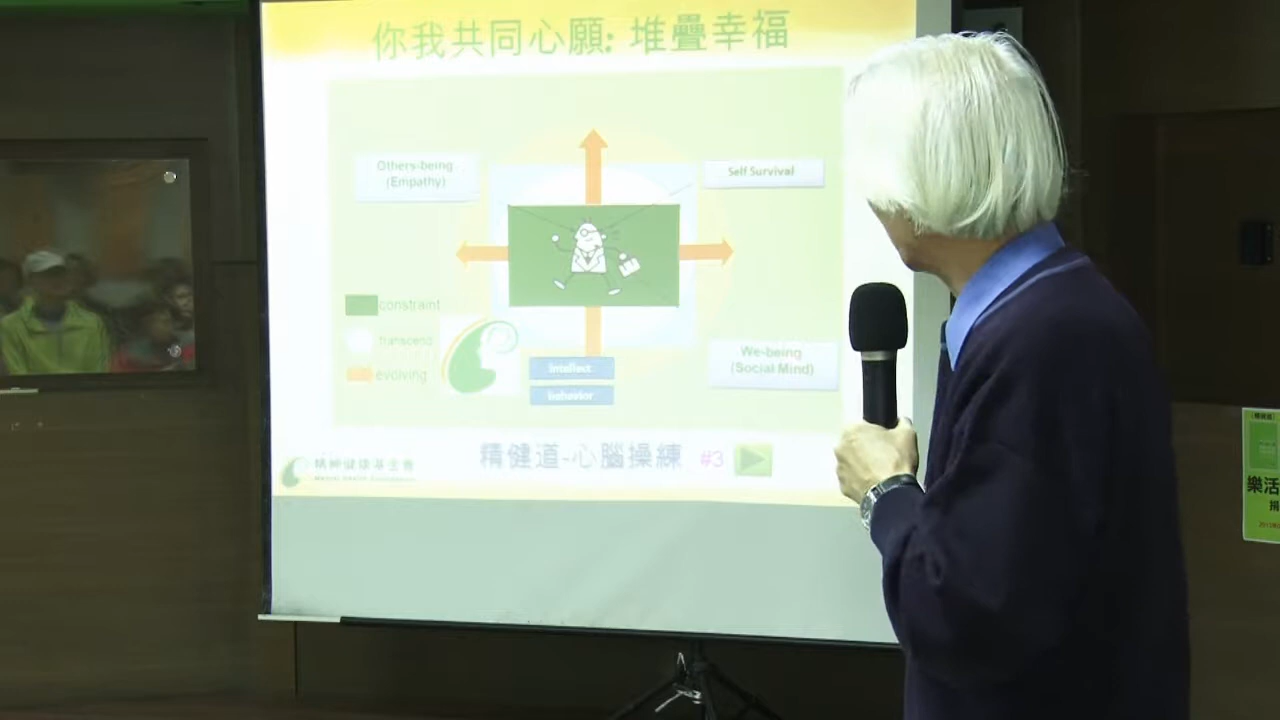 你我共同心願: 堆疊幸福
Others-being
(Empathy)
Self Survival
constraint
transcend
evolving
Intellect
behavior
We-being
(Social Mind)
精健道-心腦操練 #3
精神健康基金會
樂活